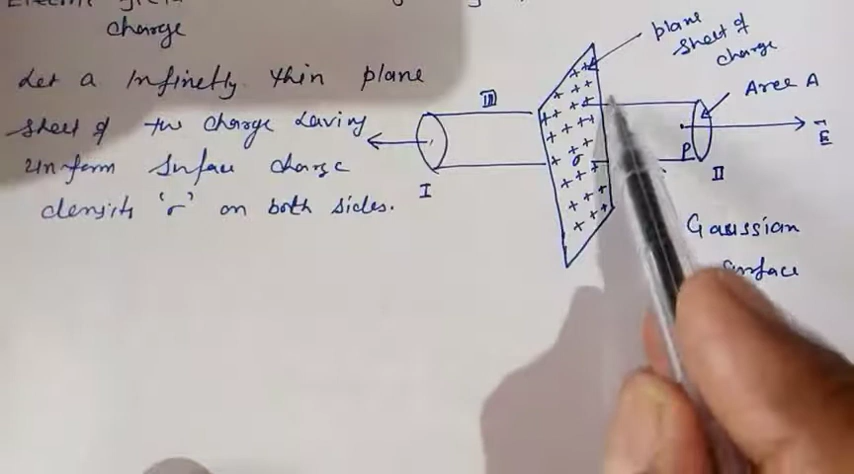 charge
Let a Infinetly thin plane
sheet of +ve charge having
uniform surface charge
density 'σ' on both sides.
plane
sheet of
charge
Area A
III
I
II
P
E
σ
Gaussian